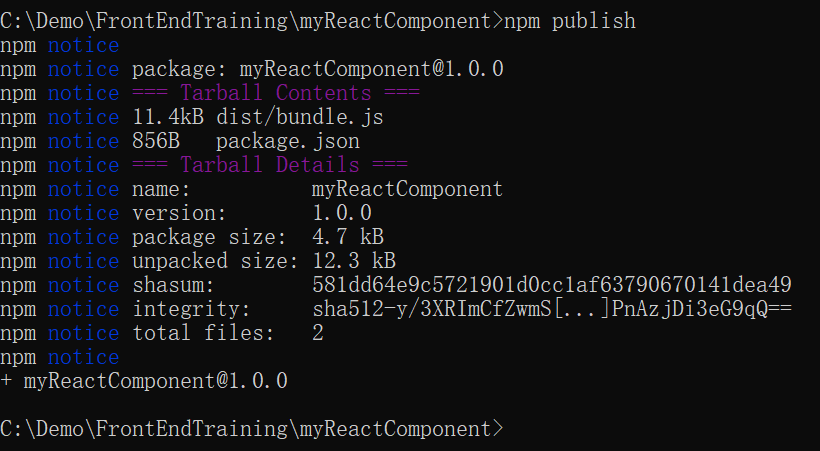 C:\Demo\FrontEndTraining\myReactComponent>npm publish
npm notice
npm notice package: myReactComponent@1.0.0
npm notice === Tarball Contents ===
npm notice 11.4kB dist/bundle.js
npm notice 856B   package.json
npm notice === Tarball Details ===
npm notice name:          myReactComponent
npm notice version:       1.0.0
npm notice package size:  4.7 kB
npm notice unpacked size: 12.3 kB
npm notice shasum:        581dd64e9c5721901d0cc1af63790670141dea49
npm notice integrity:     sha512-y/3XRImCfZwmS[...]PnAzjDi3eG9qQ==
npm notice total files:   2
npm notice
+ myReactComponent@1.0.0
C:\Demo\FrontEndTraining\myReactComponent>